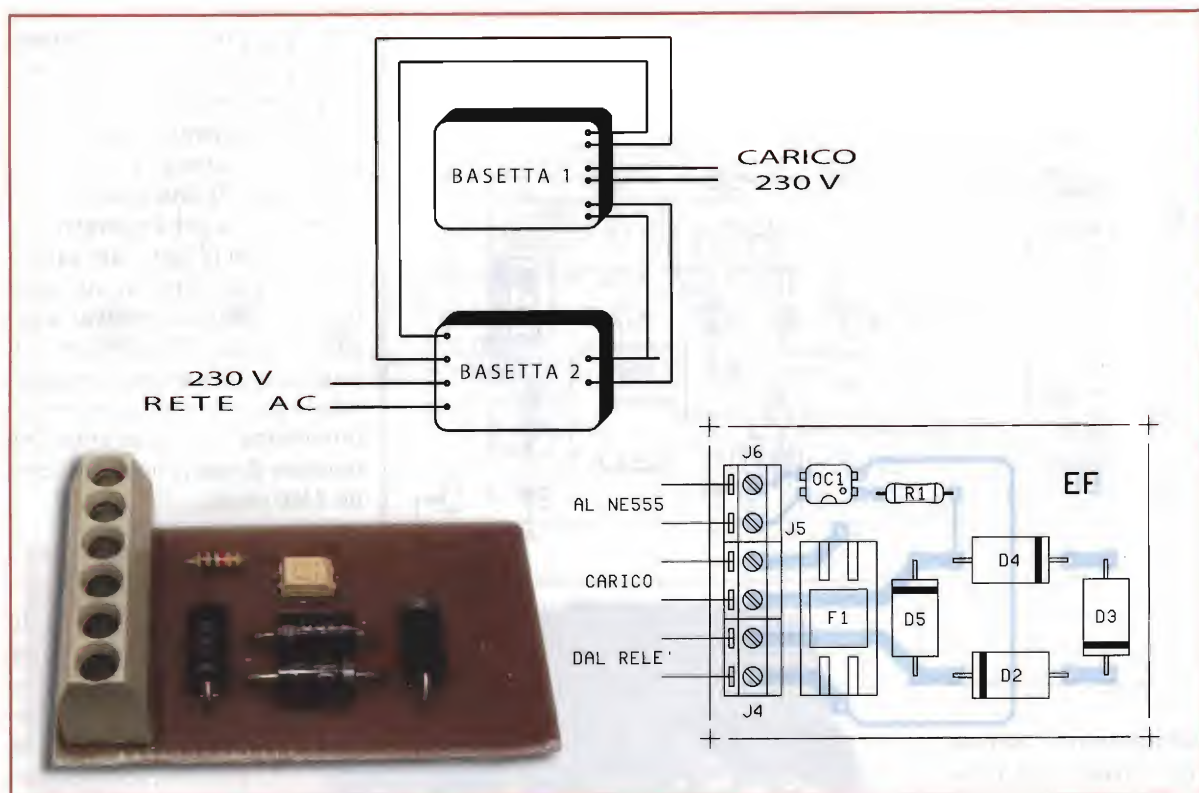 BASETTA 1
CARICO
230 V
BASETTA 2
230 V
RETE AC
J6
OC1
R1
EF
AL NE555
J5
CARICO
F1
D5
D4
D3
DAL RELE'
D2
J4